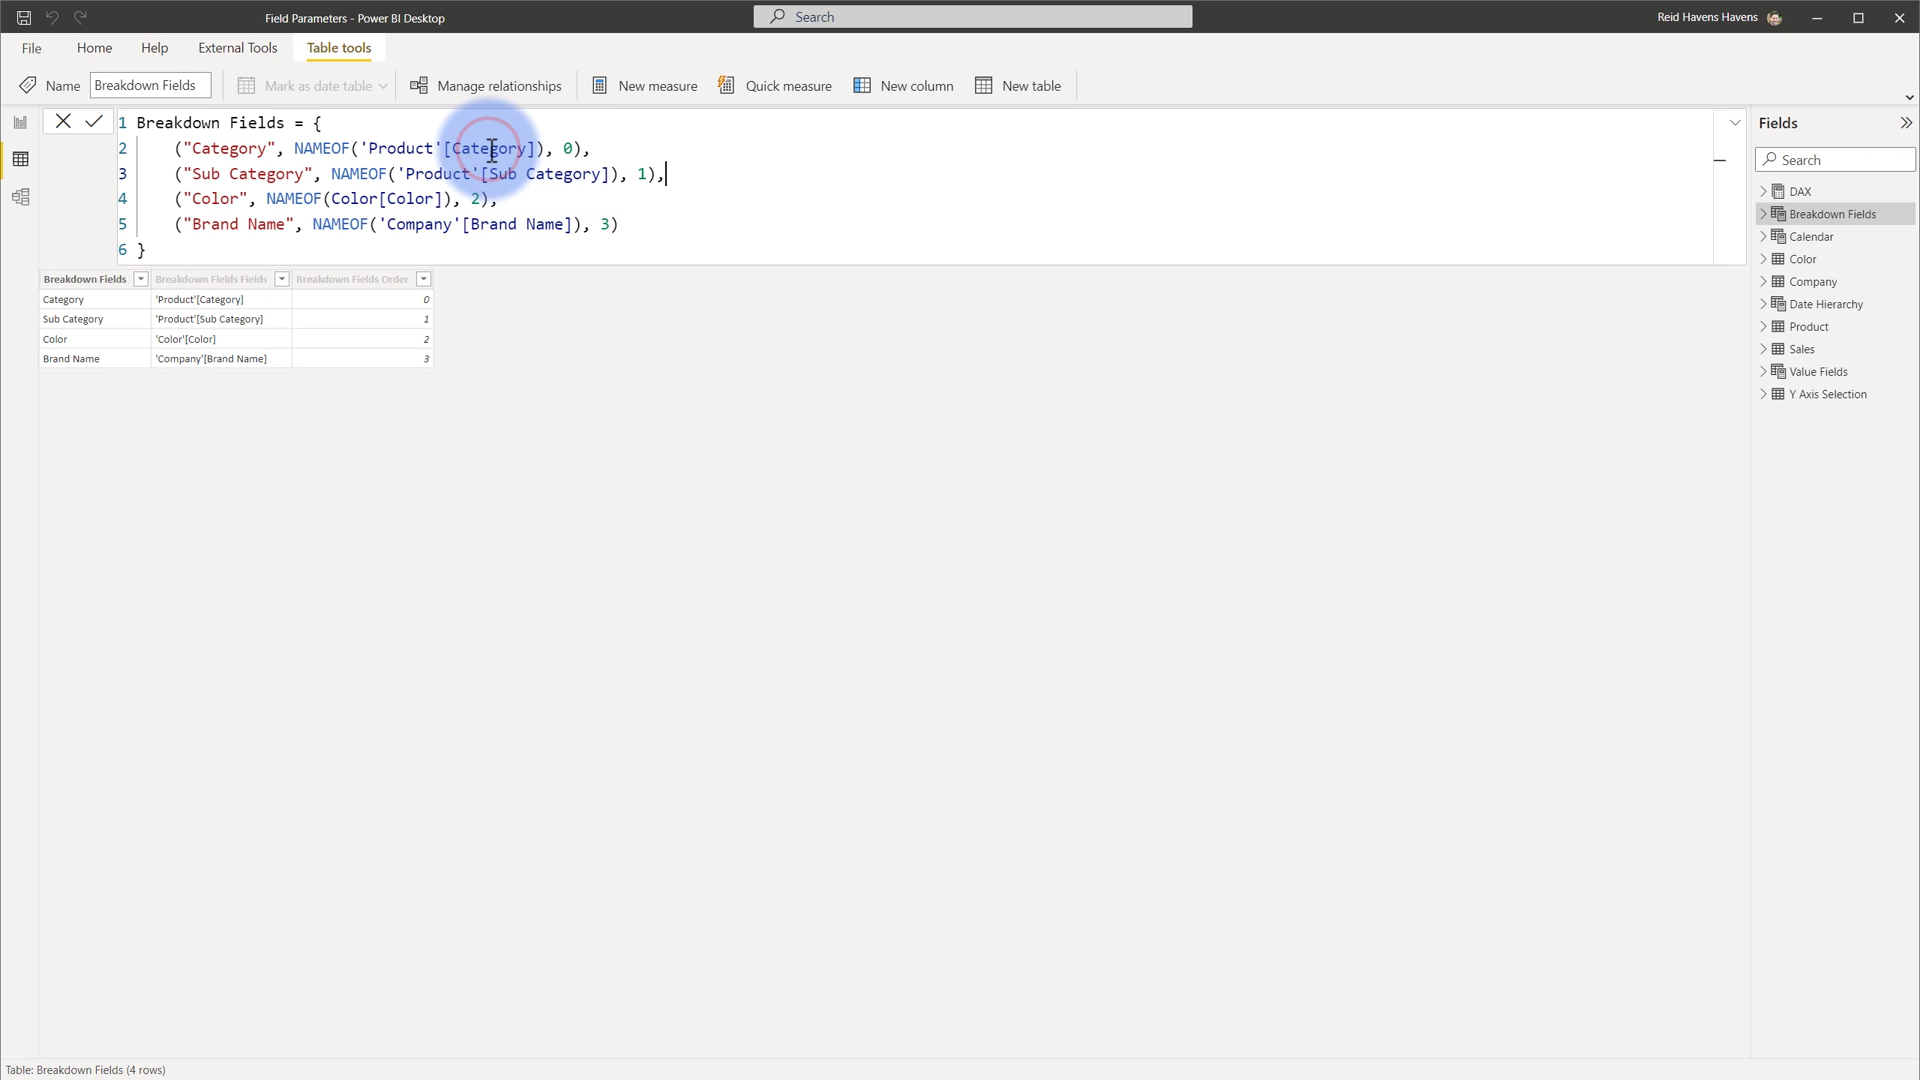 Field Parameters - Power BI Desktop
Search
Reid Havens Havens
File Home Help External Tools Table tools
Name Breakdown Fields Mark as date table Manage relationships New measure Quick measure New column New table
1 Breakdown Fields = {
2 ("Category", NAMEOF('Product'[Category]), 0),
3 ("Sub Category", NAMEOF('Product'[Sub Category]), 1),
4 ("Color", NAMEOF(Color[Color]), 2),
5 ("Brand Name", NAMEOF('Company'[Brand Name]), 3)
6 }
Breakdown Fields Breakdown Fields Fields Breakdown Fields Order
Category 'Product'[Category] 0
Sub Category 'Product'[Sub Category] 1
Color 'Color'[Color] 2
Brand Name 'Company'[Brand Name] 3
Fields
Search
DAX
Breakdown Fields
Calendar
Color
Company
Date Hierarchy
Product
Sales
Value Fields
Y Axis Selection
Table: Breakdown Fields (4 rows)